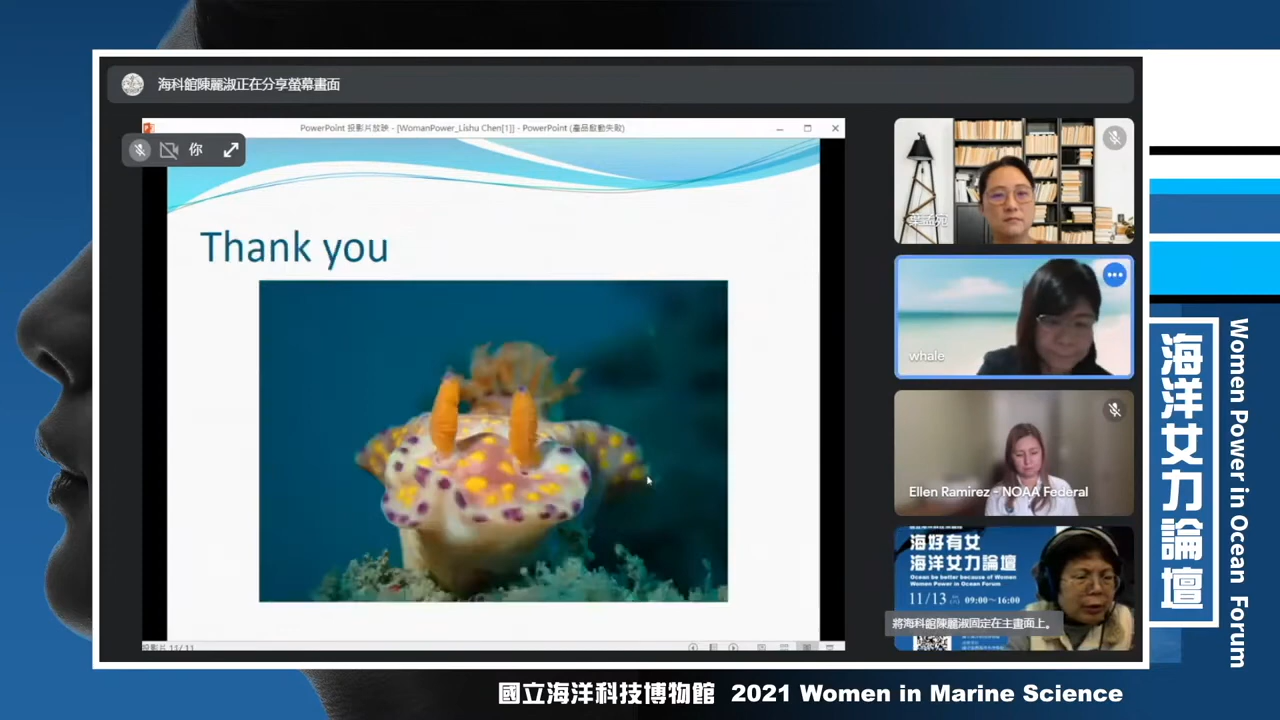 海科館陳麗淑正在分享螢幕畫面
PowerPoint 投影片放映 - [WomanPower_Lishu Chen[1]] - PowerPoint (產品啟動失敗)
你
Thank you
投影片 11/11
whale
Ellen Ramirez - NOAA Federal
海好有女
海洋女力論壇
Ocean be better because of Women
Women Power in Ocean Forum
11/13 09:00～16:00
將海科館陳麗淑固定在主畫面上。
海洋女力論壇
Women Power in Ocean Forum
國立海洋科技博物館 2021 Women in Marine Science